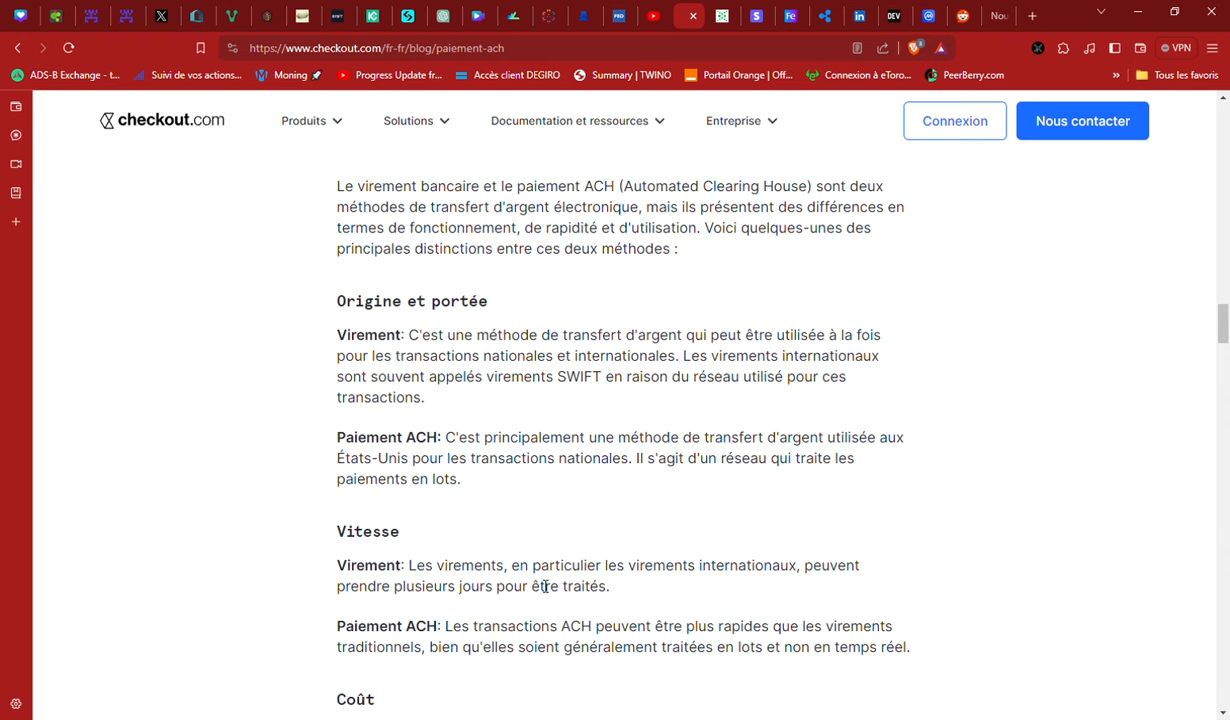 FED
DEV
Nou
https://www.checkout.com/fr-fr/blog/paiement-ach
VPN
ADS-B Exchange - t...
Suivi de vos actions...
Moning
Progress Update fr...
Accès client DEGIRO
Summary | TWINO
Portail Orange | Off...
Connexion à eToro...
PeerBerry.com
»
Tous les favoris
checkout.com
Produits
Solutions
Documentation et ressources
Entreprise
Connexion
Nous contacter
Le virement bancaire et le paiement ACH (Automated Clearing House) sont deux
méthodes de transfert d'argent électronique, mais ils présentent des différences en
termes de fonctionnement, de rapidité et d'utilisation. Voici quelques-unes des
principales distinctions entre ces deux méthodes :
Origine et portée
Virement: C'est une méthode de transfert d'argent qui peut être utilisée à la fois
pour les transactions nationales et internationales. Les virements internationaux
sont souvent appelés virements SWIFT en raison du réseau utilisé pour ces
transactions.
Paiement ACH: C'est principalement une méthode de transfert d'argent utilisée aux
États-Unis pour les transactions nationales. Il s'agit d'un réseau qui traite les
paiements en lots.
Vitesse
Virement: Les virements, en particulier les virements internationaux, peuvent
prendre plusieurs jours pour être traités.
Paiement ACH: Les transactions ACH peuvent être plus rapides que les virements
traditionnels, bien qu'elles soient généralement traitées en lots et non en temps réel.
Coût